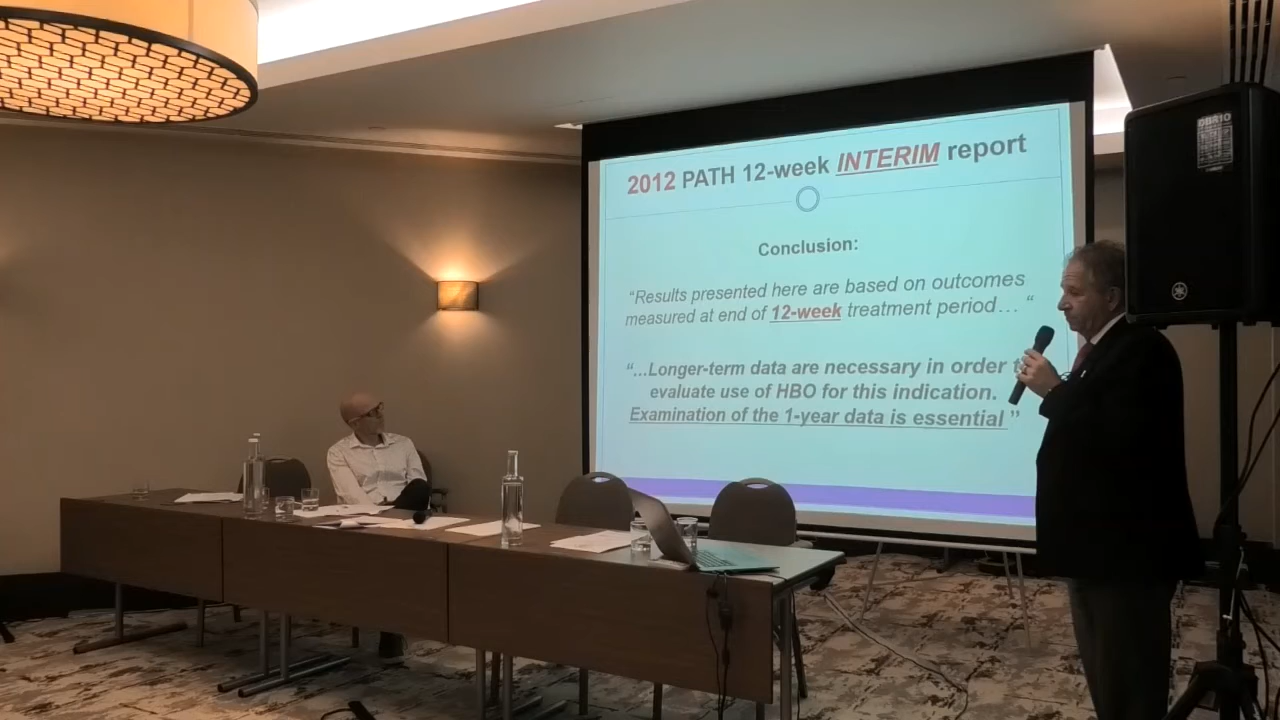 2012 PATH 12-week INTERIM report
Conclusion:
“Results presented here are based on outcomes
measured at end of 12-week treatment period… “
“…Longer-term data are necessary in order
evaluate use of HBO for this indication.
Examination of the 1-year data is essential ”
DBR10